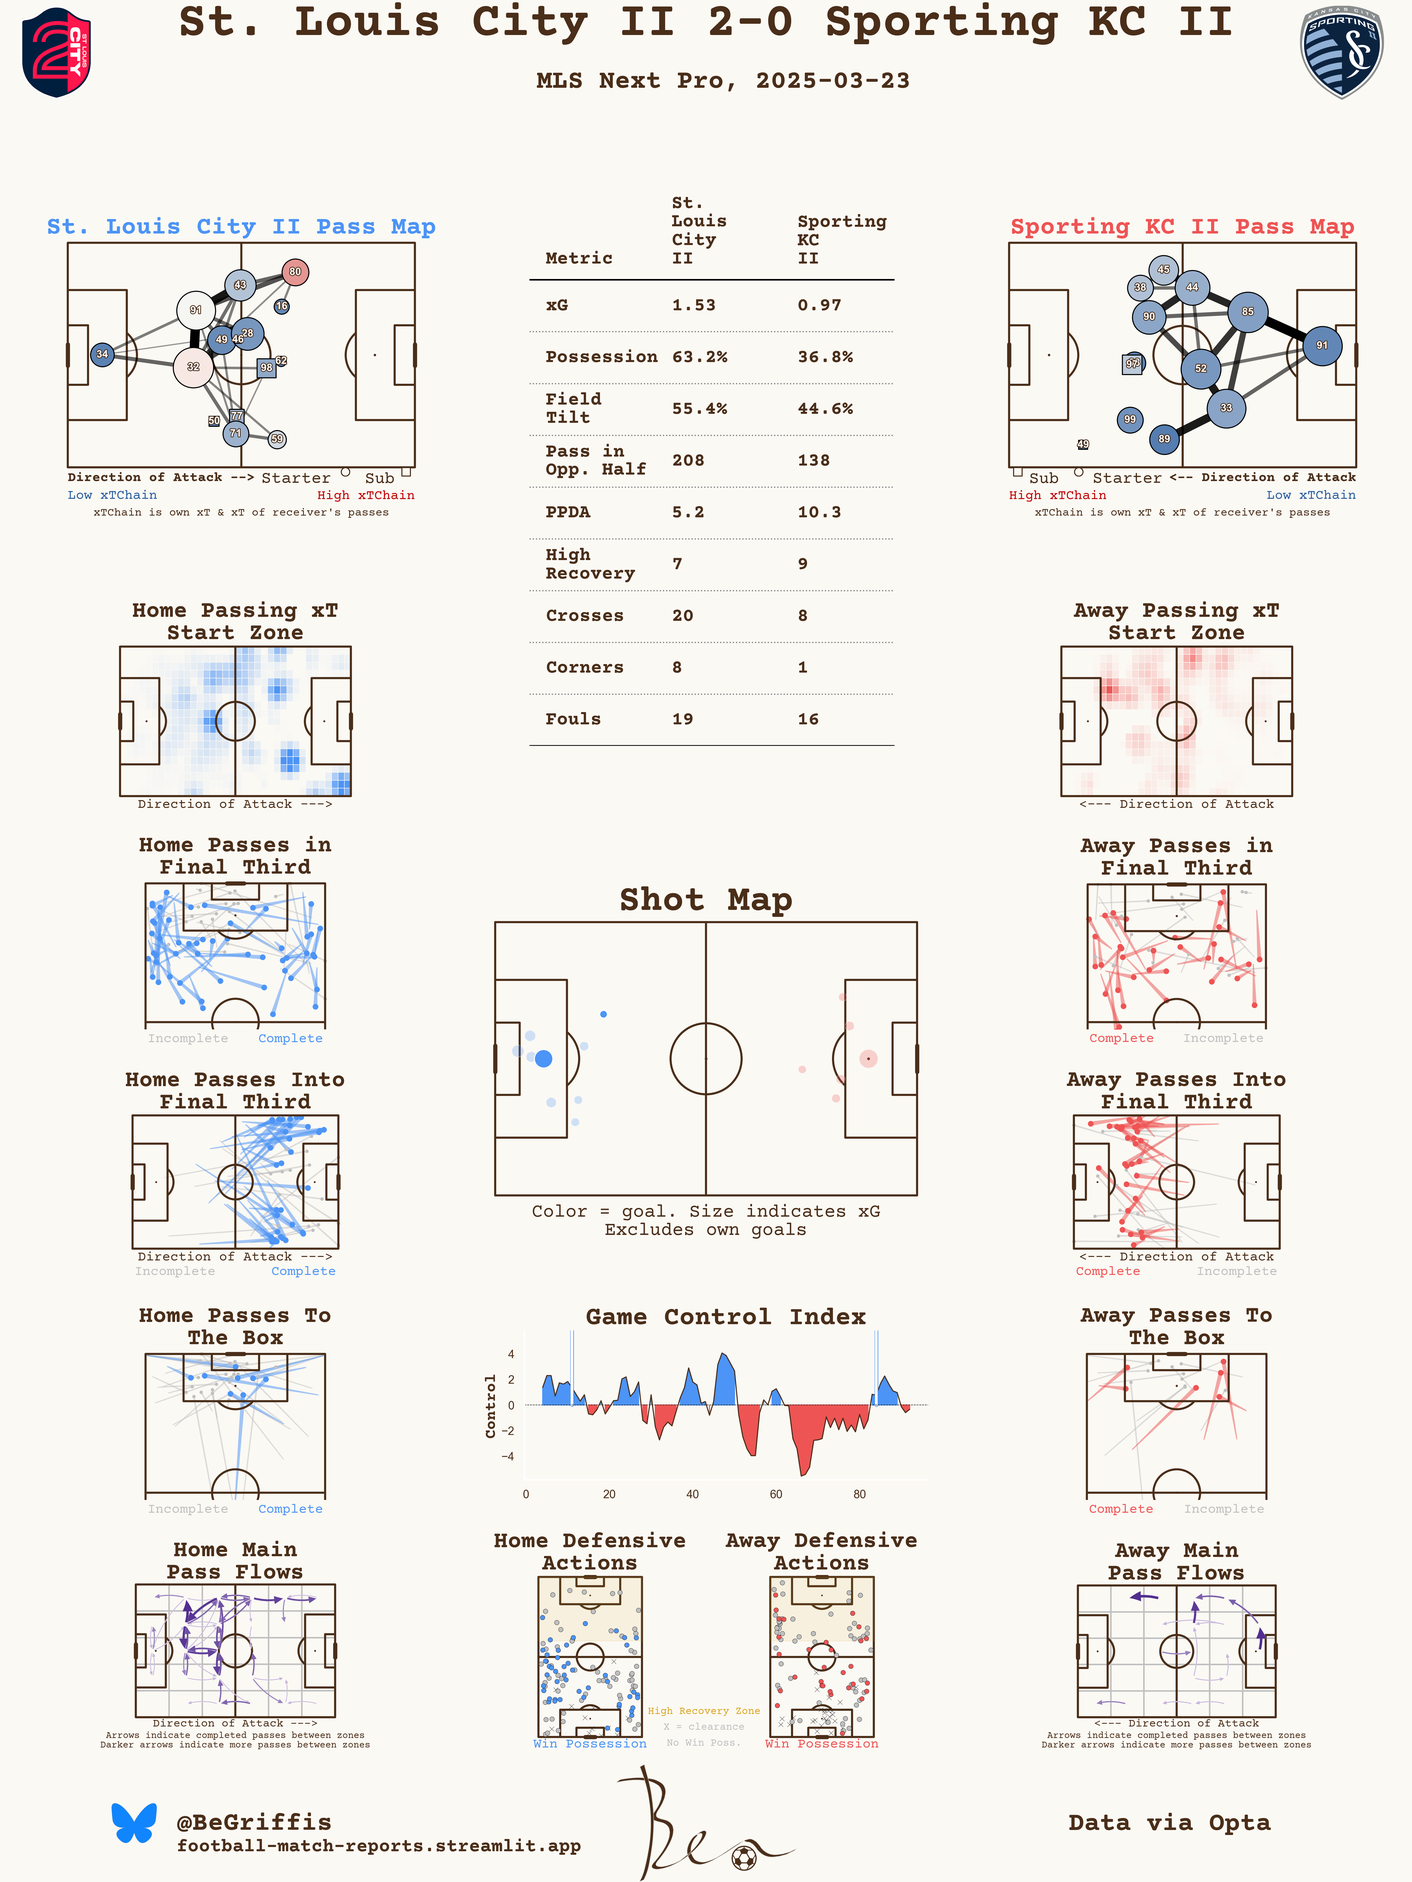 St. Louis City II 2-0 Sporting KC II
MLS Next Pro, 2025-03-23
CITY
ST LOUIS
KANSAS CITY
SPORTING
II
St. Louis City II Pass Map
80
43
16
91
28
49
46
34
32
98
62
50
77
71
59
Direction of Attack --> Starter Sub
Low xTChain High xTChain
xTChain is own xT & xT of receiver's passes
Metric St. Louis City II Sporting KC II
xG 1.53 0.97
Possession 63.2% 36.8%
Field Tilt 55.4% 44.6%
Pass in Opp. Half 208 138
PPDA 5.2 10.3
High Recovery 7 9
Crosses 20 8
Corners 8 1
Fouls 19 16
Sporting KC II Pass Map
45
38
44
90
85
91
52
33
99
89
49
Sub Starter <-- Direction of Attack
High xTChain Low xTChain
xTChain is own xT & xT of receiver's passes
Home Passing xT
Start Zone
Direction of Attack --->
Away Passing xT
Start Zone
<--- Direction of Attack
Home Passes in
Final Third
Incomplete Complete
Shot Map
Color = goal. Size indicates xG
Excludes own goals
Away Passes in
Final Third
Complete Incomplete
Home Passes Into
Final Third
Direction of Attack --->
Incomplete Complete
Away Passes Into
Final Third
<--- Direction of Attack
Complete Incomplete
Home Passes To
The Box
Incomplete Complete
Game Control Index
Control
4
2
0
−2
−4
0 20 40 60 80
Away Passes To
The Box
Complete Incomplete
Home Main
Pass Flows
Direction of Attack --->
Arrows indicate completed passes between zones
Darker arrows indicate more passes between zones
Home Defensive
Actions
Win Possession
High Recovery Zone
X = clearance
No Win Poss.
Away Defensive
Actions
Win Possession
Away Main
Pass Flows
<--- Direction of Attack
Arrows indicate completed passes between zones
Darker arrows indicate more passes between zones
@BeGriffis
football-match-reports.streamlit.app
Ben
Data via Opta